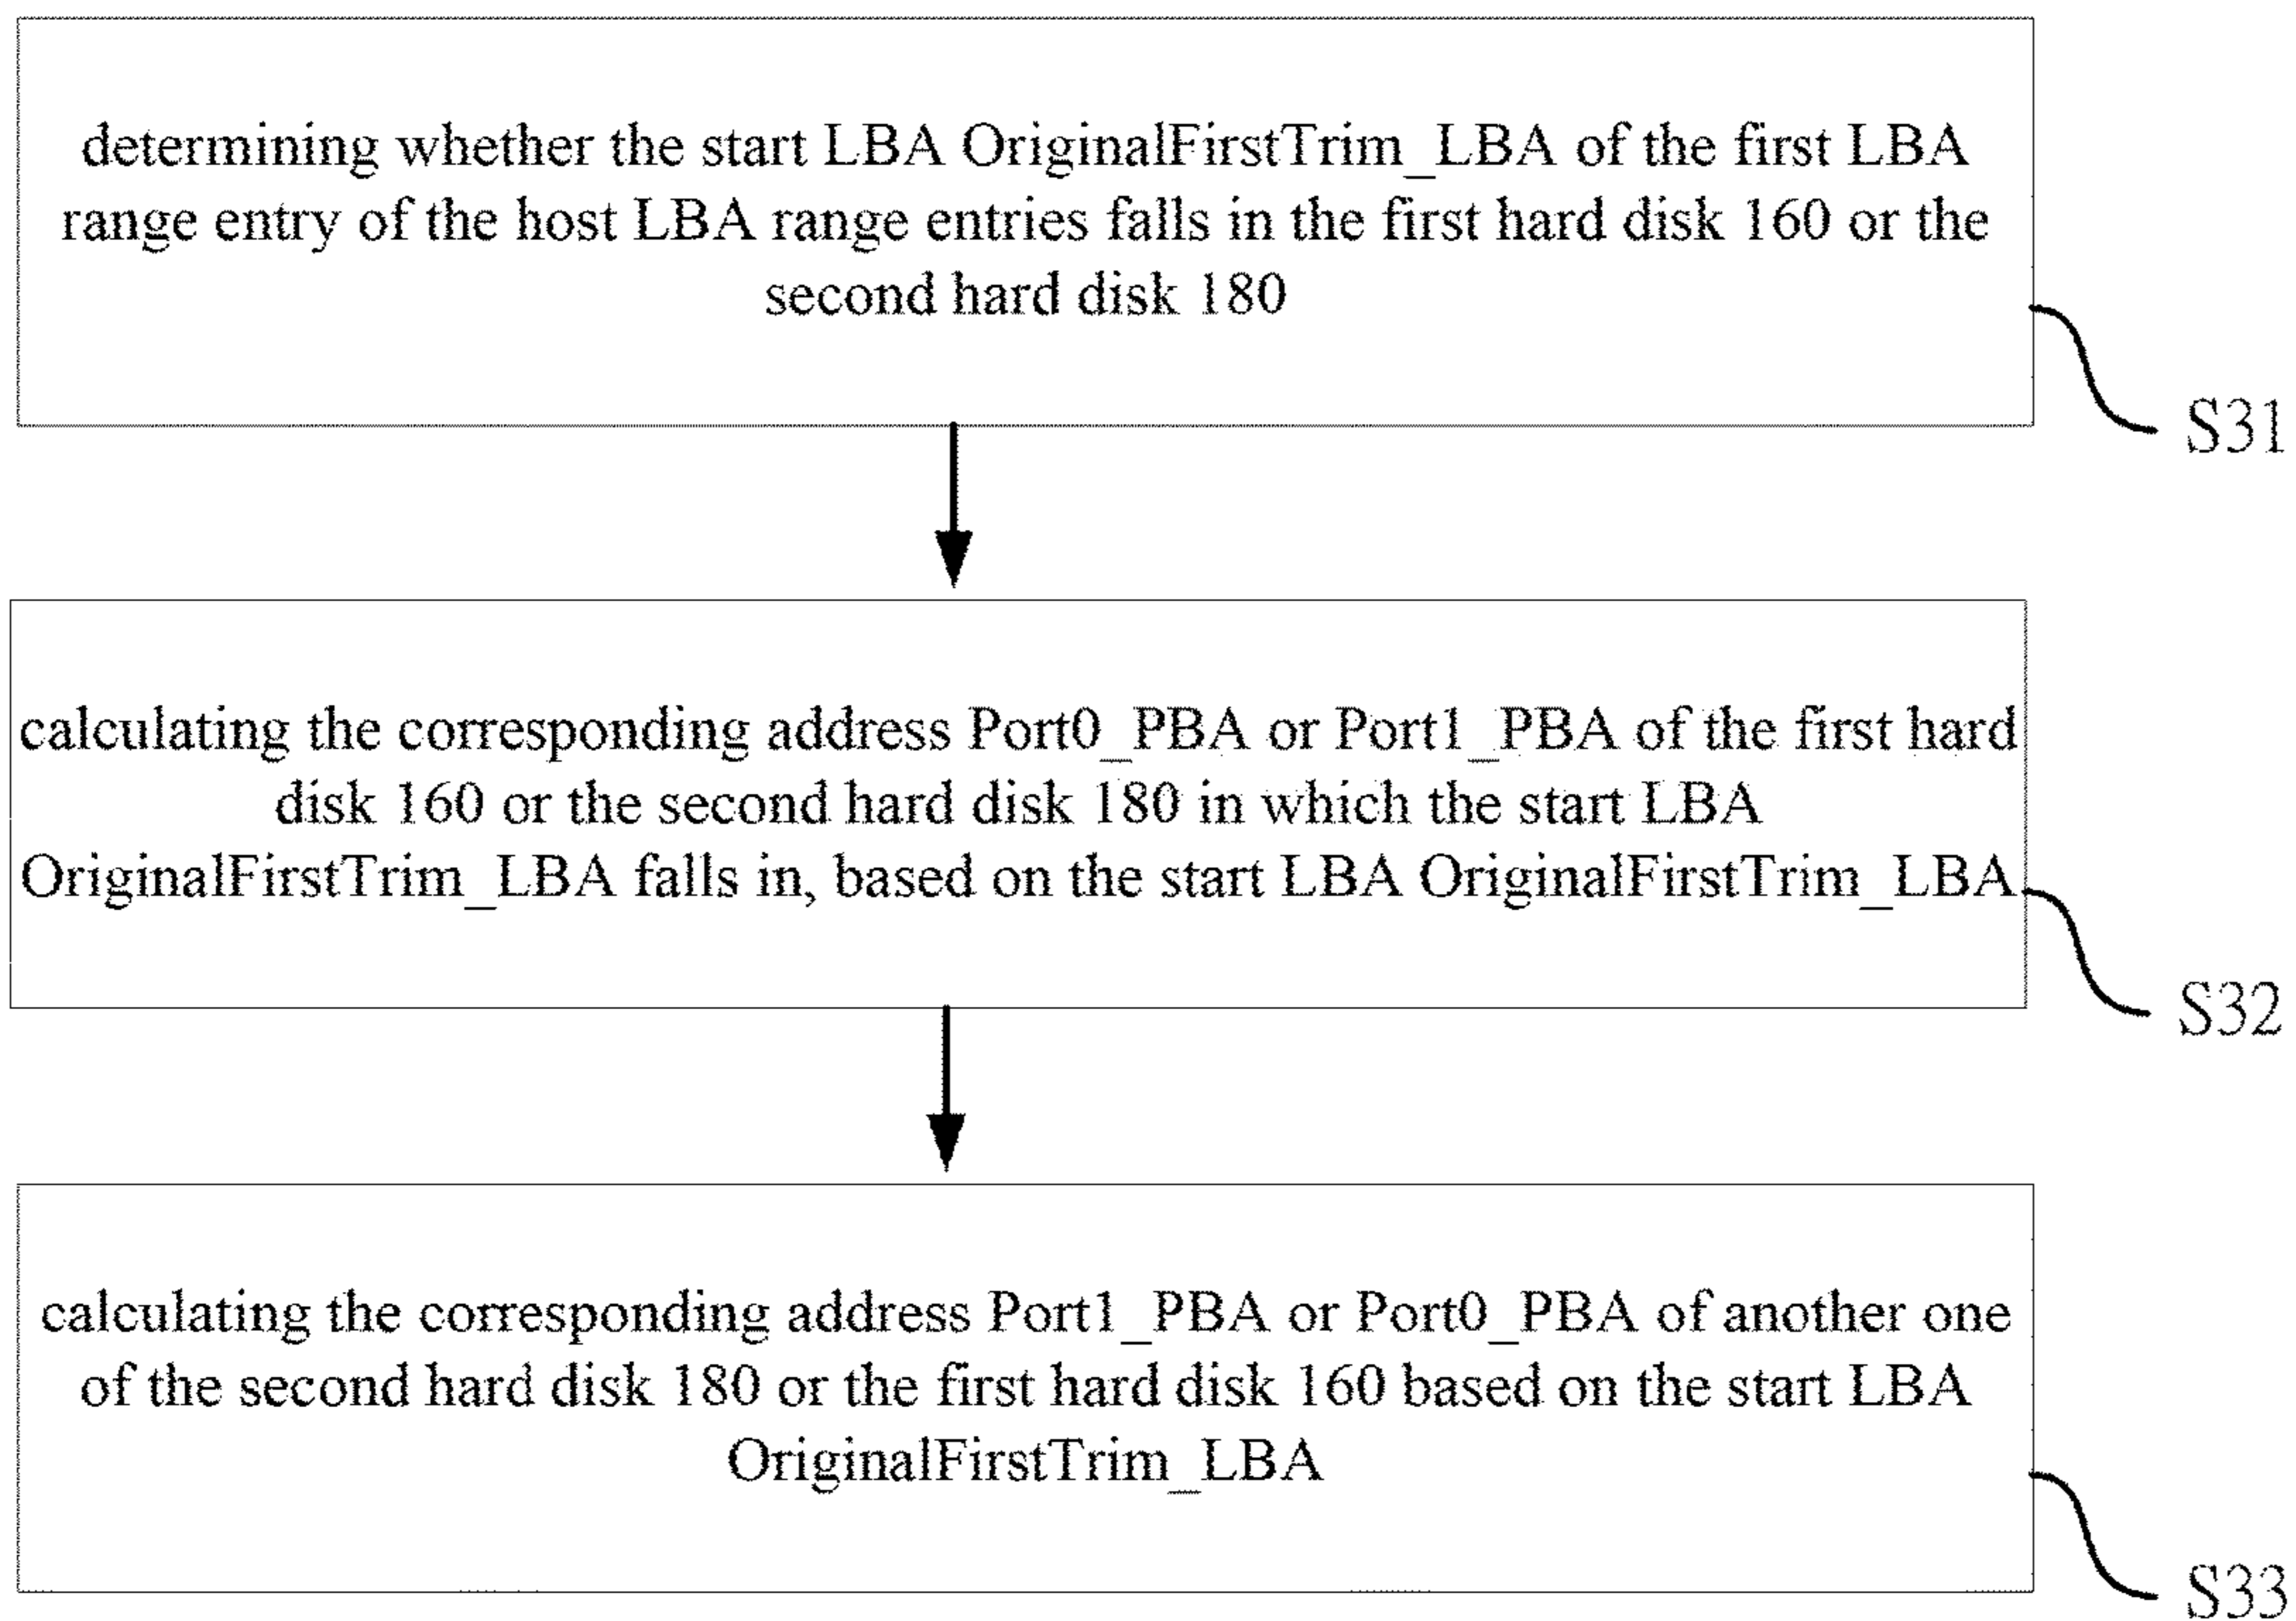 determining whether the start LBA OriginalFirstTrim_LBA of the first LBA
range entry of the host LBA range entries falls in the first hard disk 160 or the
second hard disk 180
S31
calculating the corresponding address Port0_PBA or Port1_PBA of the first hard
disk 160 or the second hard disk 180 in which the start LBA
OriginalFirstTrim_LBA falls in, based on the start LBA OriginalFirstTrim_LBA
S32
calculating the corresponding address Port1_PBA or Port0_PBA of another one
of the second hard disk 180 or the first hard disk 160 based on the start LBA
OriginalFirstTrim_LBA
S33